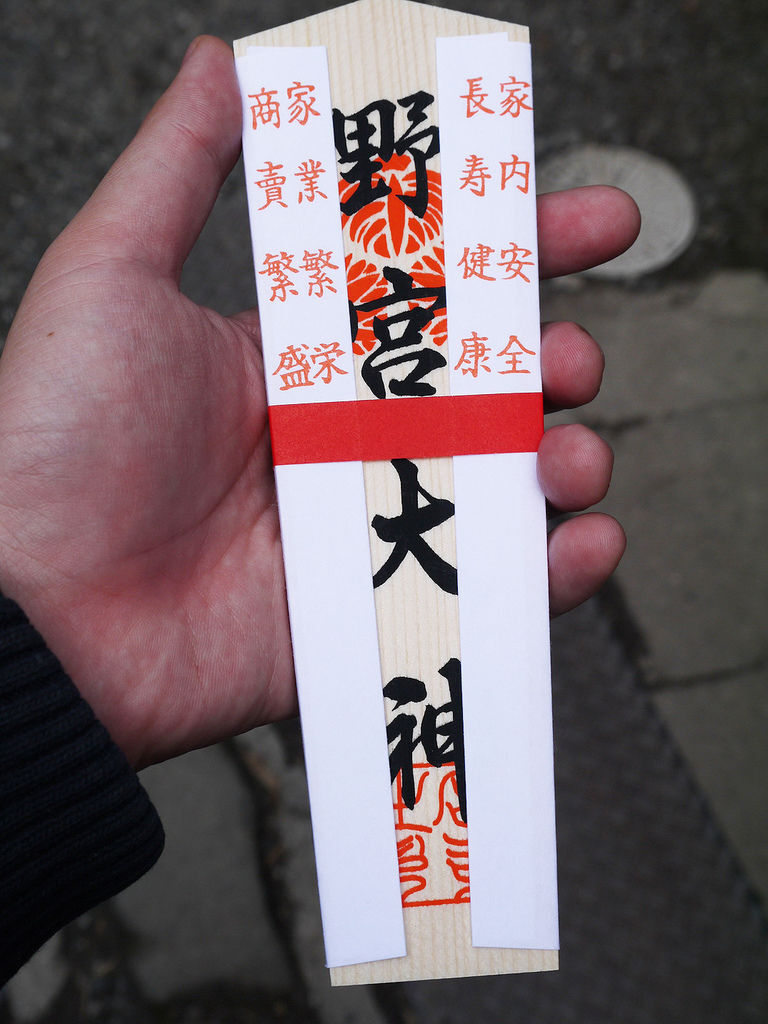 家内安全
長寿健康
野宮大神
家業繁栄
商賣繁盛